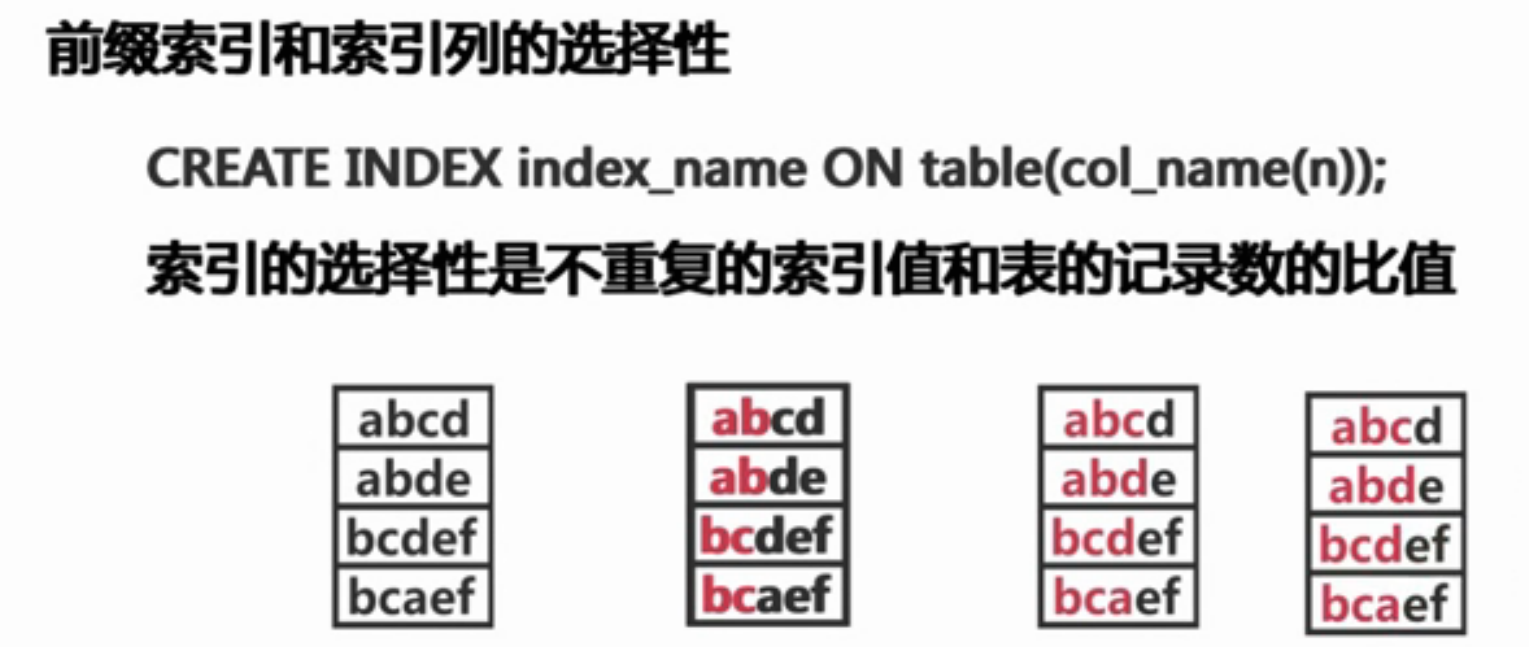 前缀索引和索引列的选择性
CREATE INDEX index_name ON table(col_name(n));
索引的选择性是不重复的索引值和表的记录数的比值
abcd abcd abcd abcd
abde abde abde abde
bcdef bcdef bcdef bcdef
bcaef bcaef bcaef bcaef